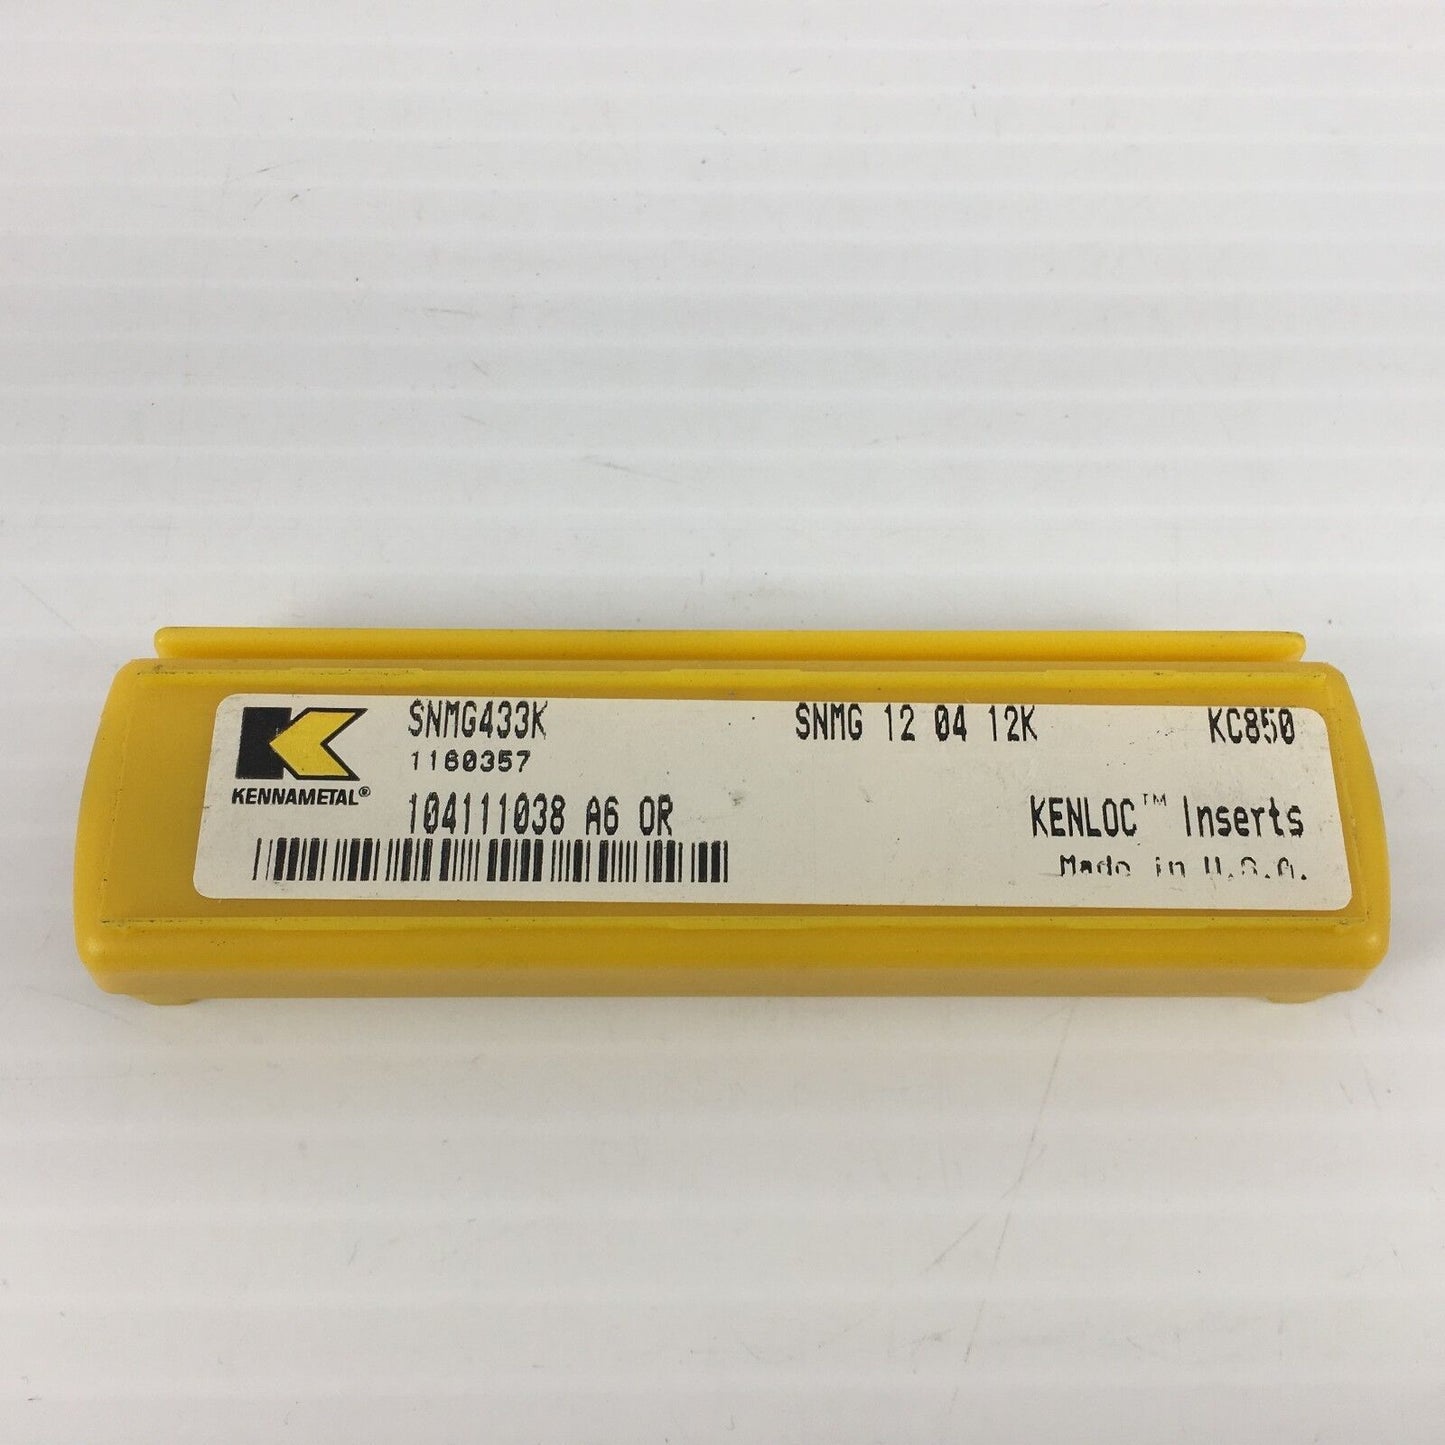 SNMG433K SNMG 12 04 12K KC850
1160357
KENNAMETAL®
104111038 A6 OR
KENLOC™ Inserts
Made in U.S.A.